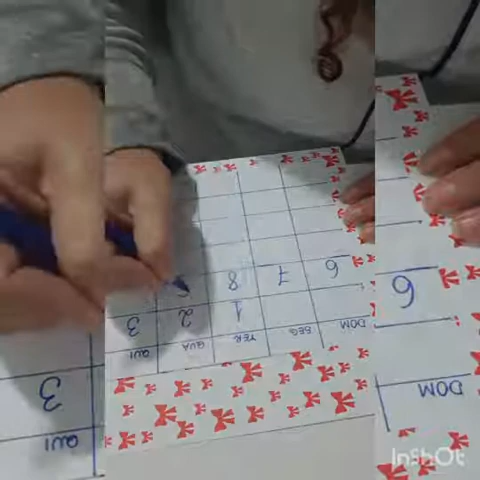 DOM SEG TER QUA QUI
1 2 3
6 7 8
QUI
3
DOM
6
InShOt